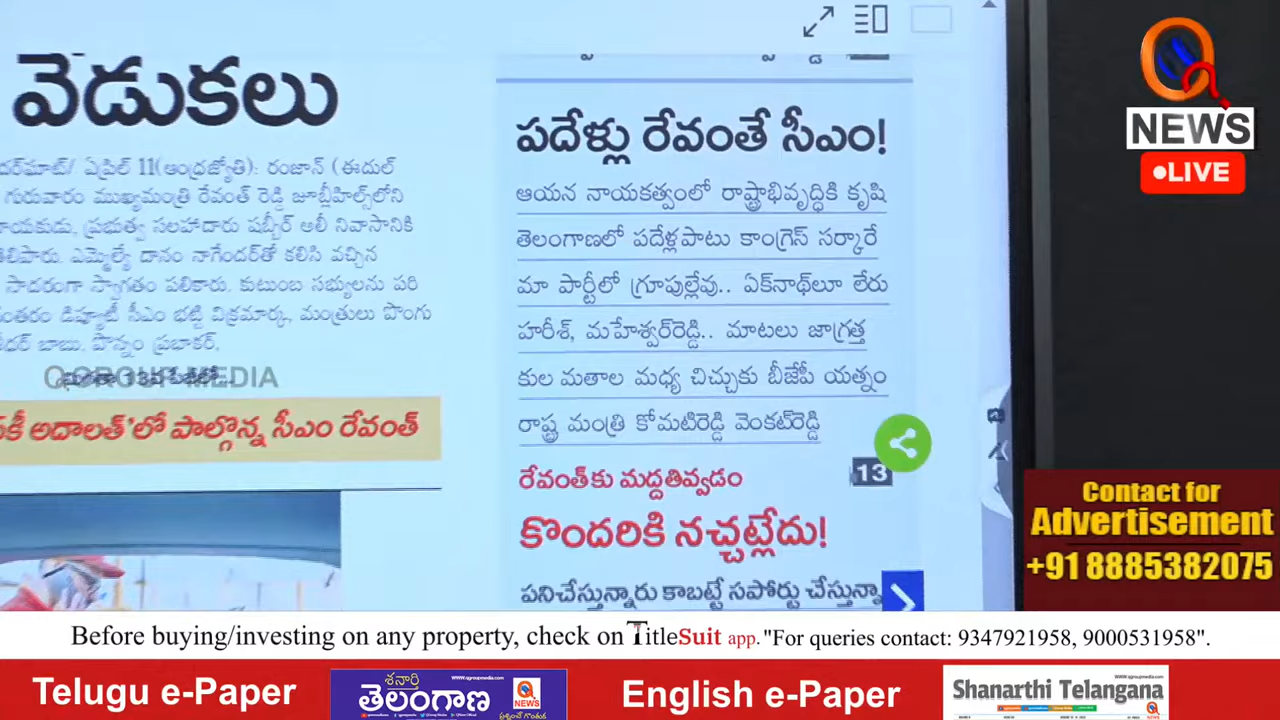 వేడుకలు
ఏప్రిల్ 11(ఆంధ్రజ్యోతి): రంజాన్ (ఈదుల్
గురువారం ముఖ్యమంత్రి రేవంత్ రెడ్డి జూబ్లీహిల్స్‌లోని
ప్రభుత్వ సలహాదారు షబ్బీర్ అలీ నివాసానికి
ఎమ్మెల్యే దానం నాగేందర్‌తో కలిసి వచ్చిన
సాదరంగా స్వాగతం పలికారు. కుటుంబ సభ్యులను పరి
డిప్యూటీ సీఎం భట్టి విక్రమార్క, మంత్రులు పొంగు
బాబు, పొన్నం ప్రభాకర్,
QGROUP MEDIA
అదాలత్'లో పాల్గొన్న సీఎం రేవంత్
పదేళ్లు రేవంతే సీఎం!
ఆయన నాయకత్వంలో రాష్ట్రాభివృద్ధికి కృషి
తెలంగాణలో పదేళ్లపాటు కాంగ్రెస్ సర్కారే
మా పార్టీలో గ్రూపుల్లేవు.. ఏక్‌నాథ్‌లూ లేరు
హరీశ్, మహేశ్వర్‌రెడ్డి.. మాటలు జాగ్రత్త
కుల మతాల మధ్య చిచ్చుకు బీజేపీ యత్నం
రాష్ట్ర మంత్రి కోమటిరెడ్డి వెంకట్‌రెడ్డి
13
రేవంత్‌కు మద్దతివ్వడం
కొందరికి నచ్చట్లేదు!
పనిచేస్తున్నారు కాబట్టే సపోర్టు చేస్తున్నా
Q
NEWS
LIVE
Contact for
Advertisement
+91 8885382075
Before buying/investing on any property, check on TitleSuit app. "For queries contact: 9347921958, 9000531958".
Telugu e-Paper
శనార్తి
తెలంగాణ
NEWS
English e-Paper
Shanarthi Telangana